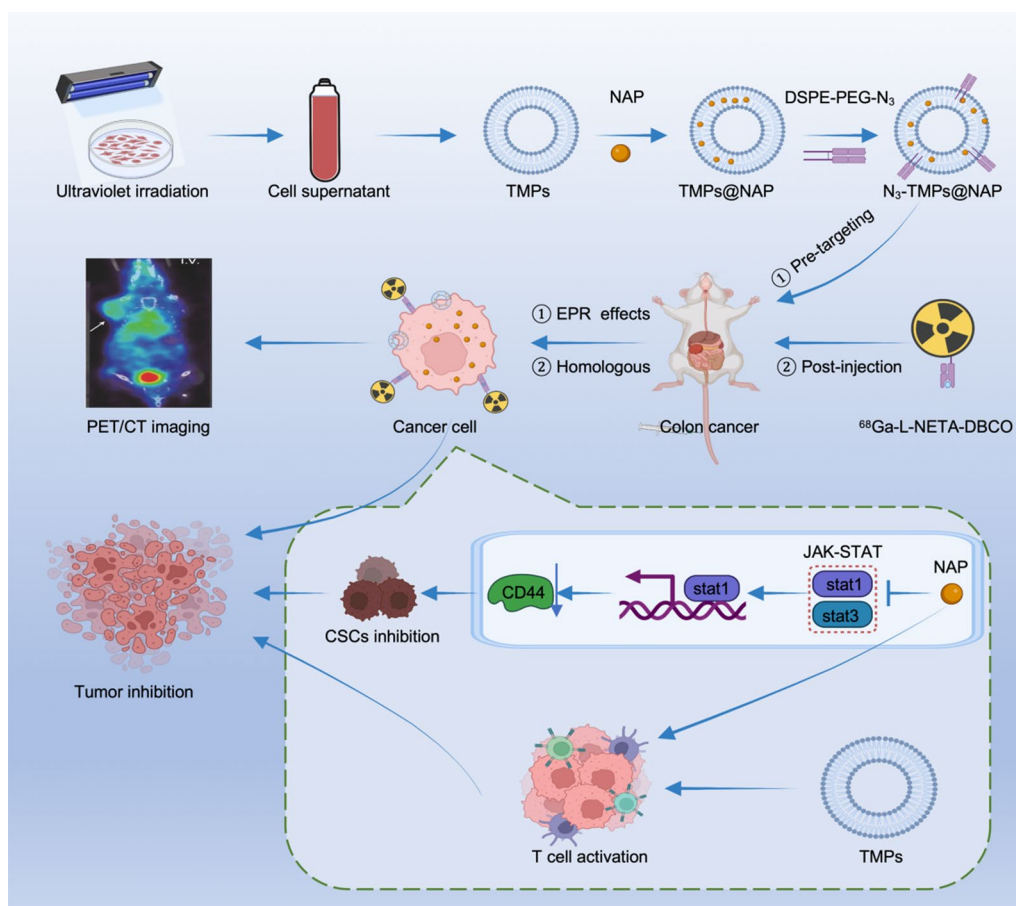 NAP
DSPE-PEG-N₃
Ultraviolet irradiation
Cell supernatant
TMPs
TMPs@NAP
N₃-TMPs@NAP
① Pre-targeting
① EPR effects
② Homologous
② Post-injection
PET/CT imaging
Cancer cell
Colon cancer
⁶⁸Ga-L-NETA-DBCO
JAK-STAT
NAP
stat1
stat1
CD44
stat3
CSCs inhibition
Tumor inhibition
T cell activation
TMPs